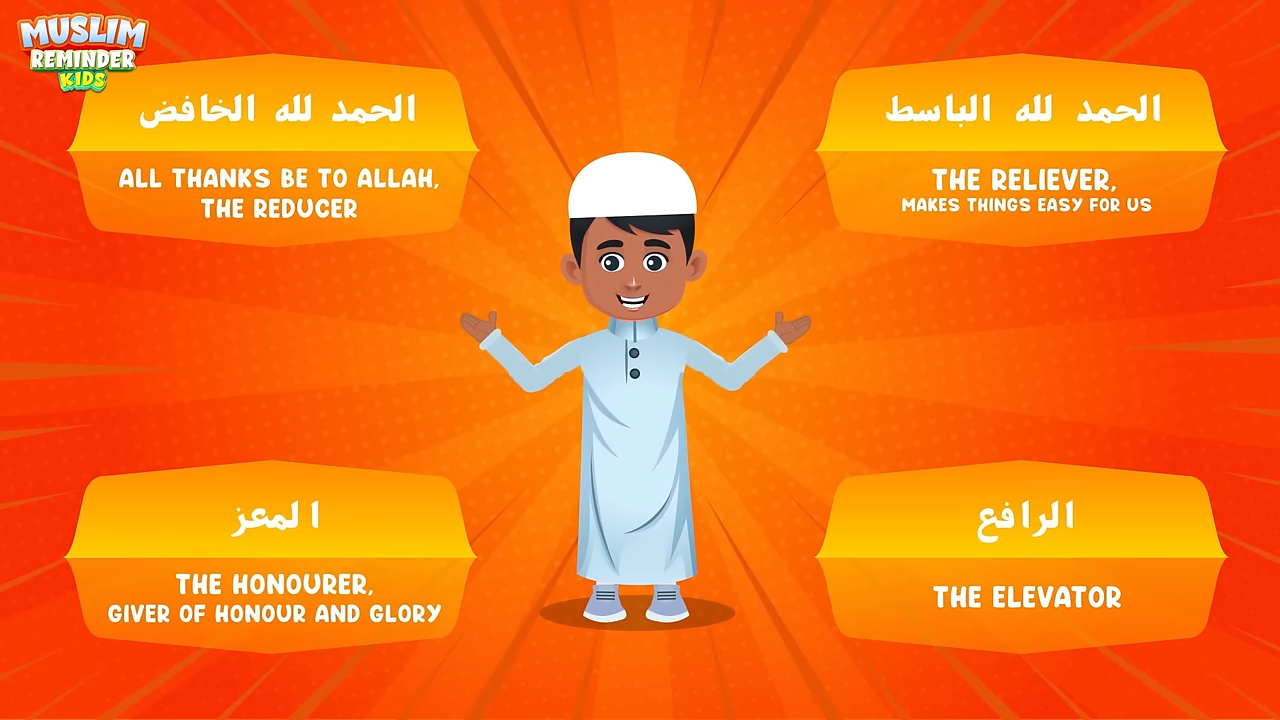 MUSLIM
REMINDER
KIDS
الحمد لله الخافض
ALL THANKS BE TO ALLAH,
THE REDUCER
الحمد لله الباسط
THE RELIEVER,
MAKES THINGS EASY FOR US
المعز
THE HONOURER,
GIVER OF HONOUR AND GLORY
الرافع
THE ELEVATOR